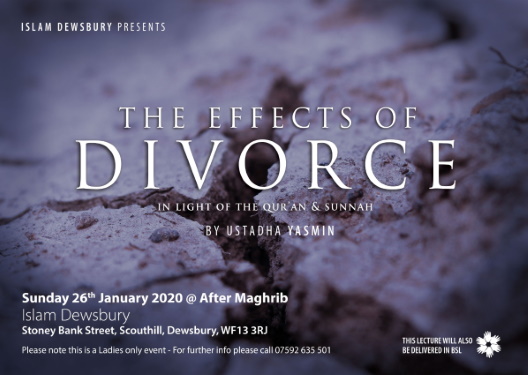 ISLAM DEWSBURY PRESENTS
THE EFFECTS OF
DIVORCE
IN LIGHT OF THE QUR'AN & SUNNAH
BY USTADHA YASMIN
Sunday 26th January 2020 @ After Maghrib
Islam Dewsbury
Stoney Bank Street, Scouthill, Dewsbury, WF13 3RJ
Please note this is a Ladies only event - For further info please call 07592 635 501
THIS LECTURE WILL ALSO
BE DELIVERED IN BSL